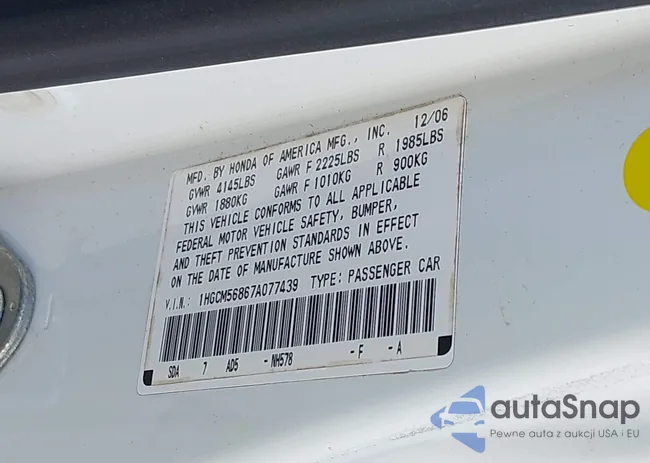 MFD. BY HONDA OF AMERICA MFG., INC. 12/06
GVWR 4145LBS GAWR F 2225LBS R 1985LBS
GVWR 1880KG GAWR F 1010KG R 900KG
THIS VEHICLE CONFORMS TO ALL APPLICABLE
FEDERAL MOTOR VEHICLE SAFETY, BUMPER,
AND THEFT PREVENTION STANDARDS IN EFFECT
ON THE DATE OF MANUFACTURE SHOWN ABOVE.
V.I.N.: 1HGCM56867A077439 TYPE: PASSENGER CAR
SDA 7 AD5 -NH578 -F -A
autaSnap
Pewne auta z aukcji USA i EU